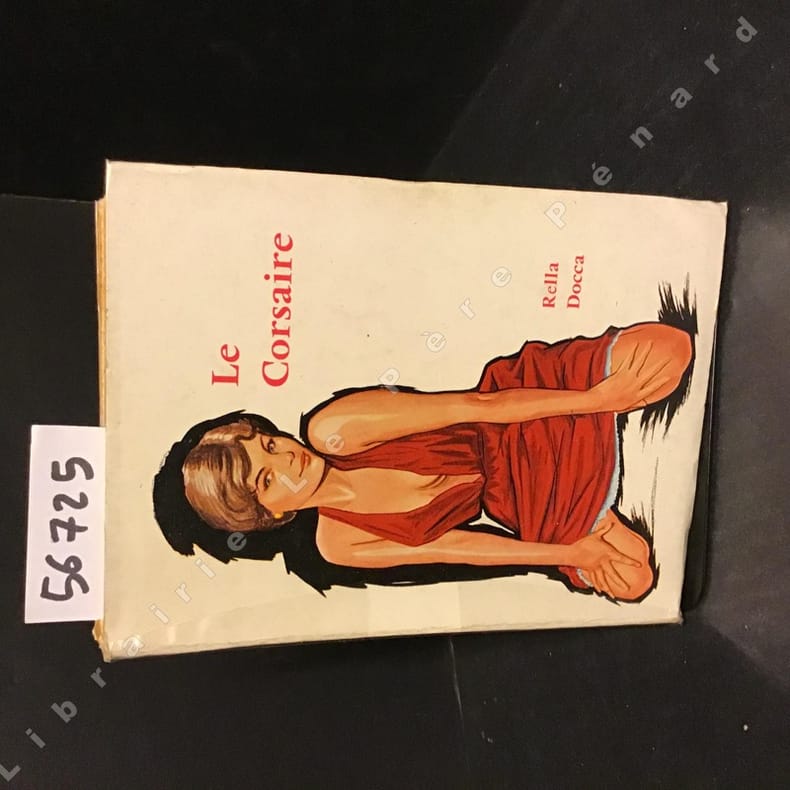 Le
Corsaire
Rella
Docca
56725
Librairie Le Père Pénard